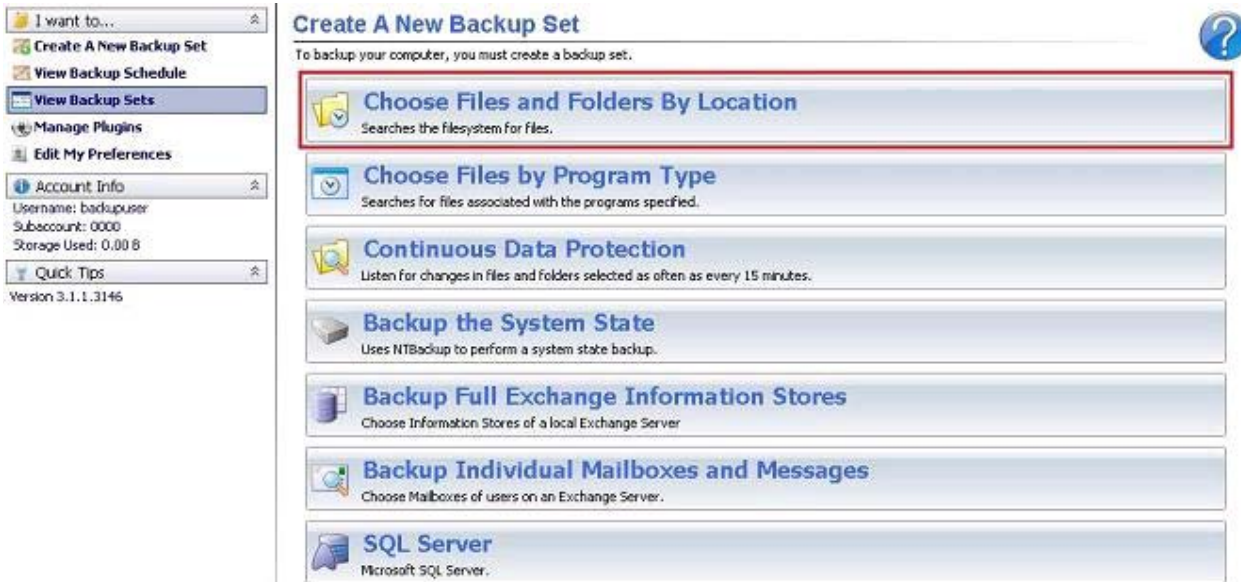 I want to...
Create A New Backup Set
View Backup Schedule
View Backup Sets
Manage Plugins
Edit My Preferences
Account Info
Username: backupuser
Subaccount: 0000
Storage Used: 0.00 B
Quick Tips
Version 3.1.1.3146
Create A New Backup Set
To backup your computer, you must create a backup set.
Choose Files and Folders By Location
Searches the filesystem for files.
Choose Files by Program Type
Searches for files associated with the programs specified.
Continuous Data Protection
Listen for changes in files and folders selected as often as every 15 minutes.
Backup the System State
Uses NTBackup to perform a system state backup.
Backup Full Exchange Information Stores
Choose Information Stores of a local Exchange Server
Backup Individual Mailboxes and Messages
Choose Mailboxes of users on an Exchange Server.
SQL Server
Microsoft SQL Server.